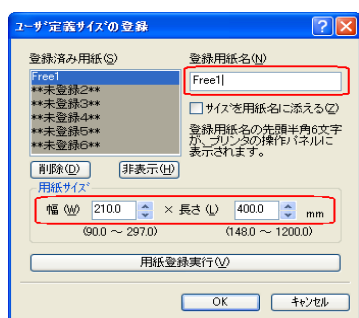 ユーザ定義サイズの登録
登録済み用紙(S)
登録用紙名(N)
Free1
**未登録2**
**未登録3**
**未登録4**
**未登録5**
**未登録6**
Free1
サイズを用紙名に添える(Z)
登録用紙名の先頭半角6文字
が、プリンタの操作パネルに
表示されます。
削除(D)
非表示(H)
用紙サイズ
幅(W) 210.0 × 長さ(L) 400.0 mm
(90.0 ～ 297.0) (148.0 ～ 1200.0)
用紙登録実行(V)
OK キャンセル